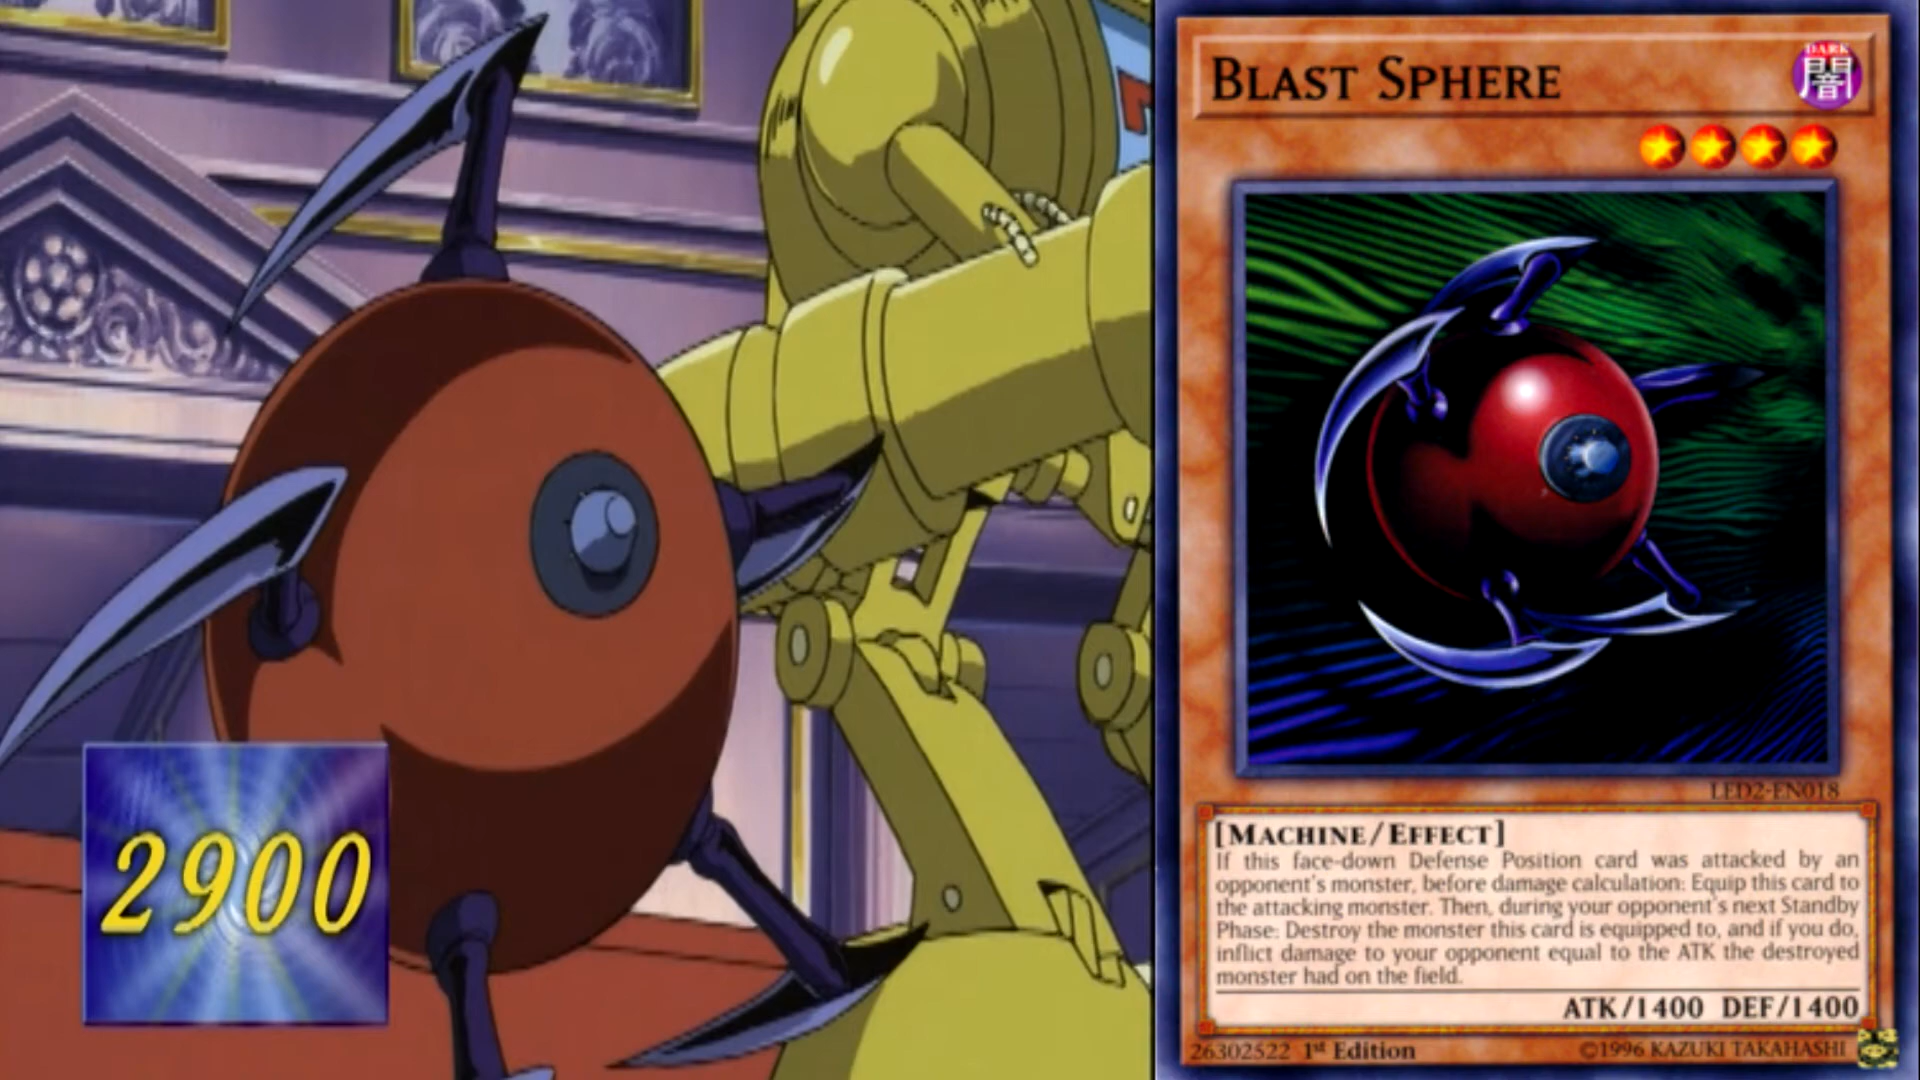 2900
BLAST SPHERE
DARK
闇
LED2-EN018
[MACHINE/EFFECT]
If this face-down Defense Position card was attacked by an
opponent's monster, before damage calculation: Equip this card to
the attacking monster. Then, during your opponent's next Standby
Phase: Destroy the monster this card is equipped to, and if you do,
inflict damage to your opponent equal to the ATK the destroyed
monster had on the field.
ATK/1400 DEF/1400
26302522 1st Edition ©1996 KAZUKI TAKAHASHI